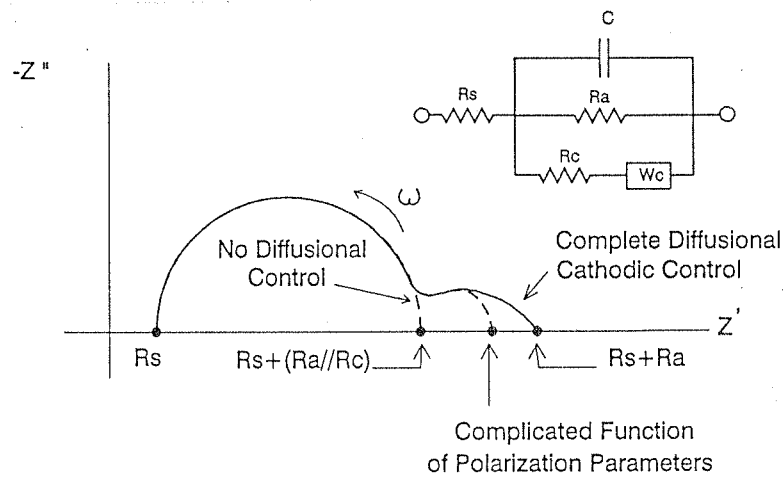 C
-Z"
Rs
Ra
Rc
Wc
ω
No Diffusional
Control
Complete Diffusional
Cathodic Control
Z'
Rs
Rs+(Ra//Rc)
Rs+Ra
Complicated Function
of Polarization Parameters